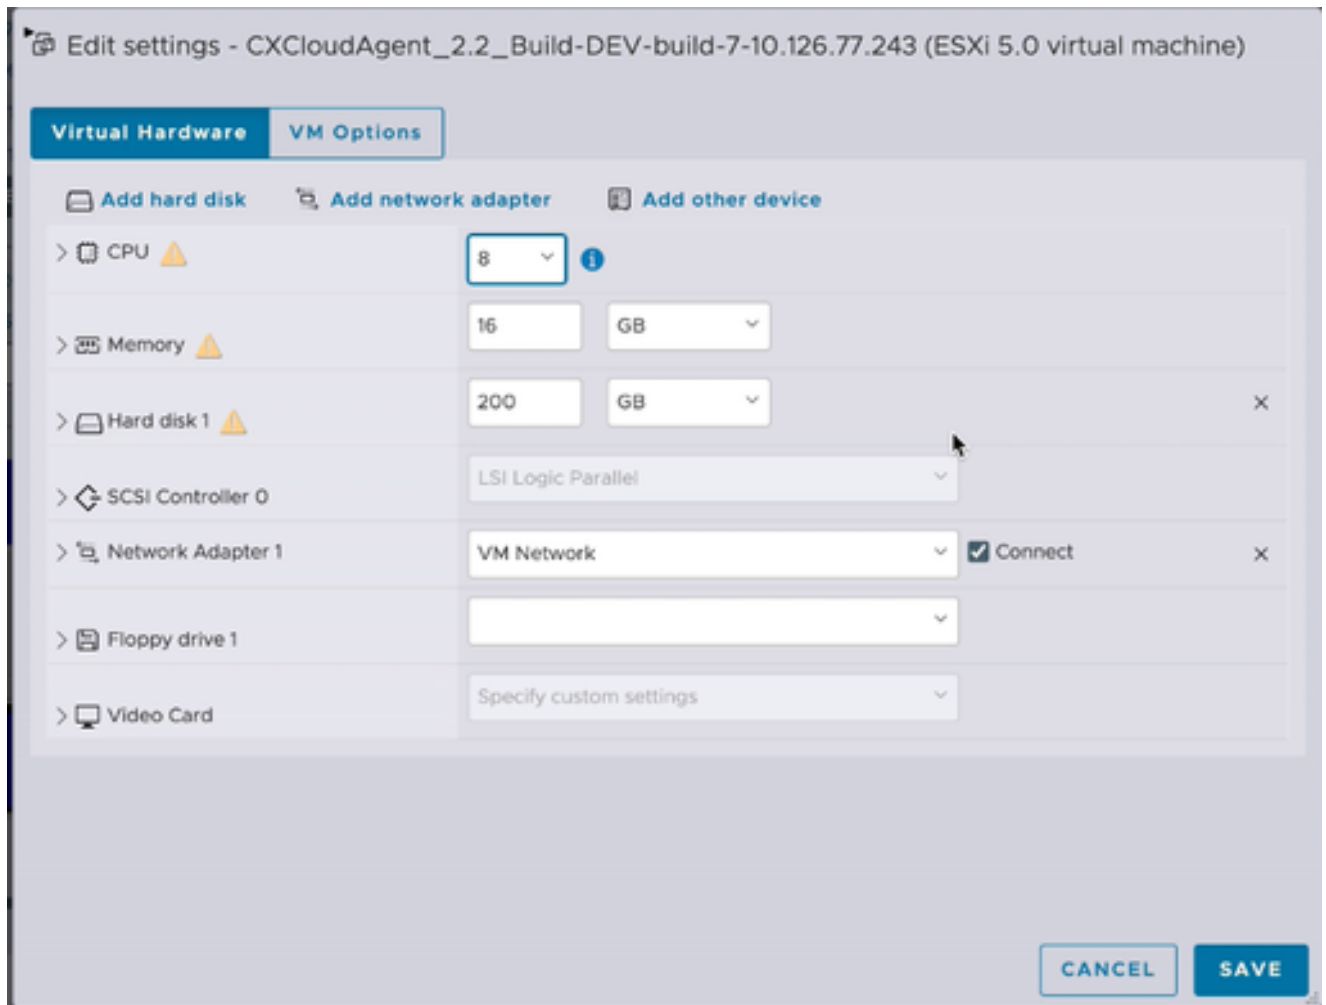 Edit settings - CXCloudAgent_2.2_Build-DEV-build-7-10.126.77.243 (ESXi 5.0 virtual machine)
Virtual Hardware VM Options
Add hard disk Add network adapter Add other device
CPU 8
Memory 16 GB
Hard disk 1 200 GB
SCSI Controller 0 LSI Logic Parallel
Network Adapter 1 VM Network Connect
Floppy drive 1
Video Card Specify custom settings
CANCEL SAVE